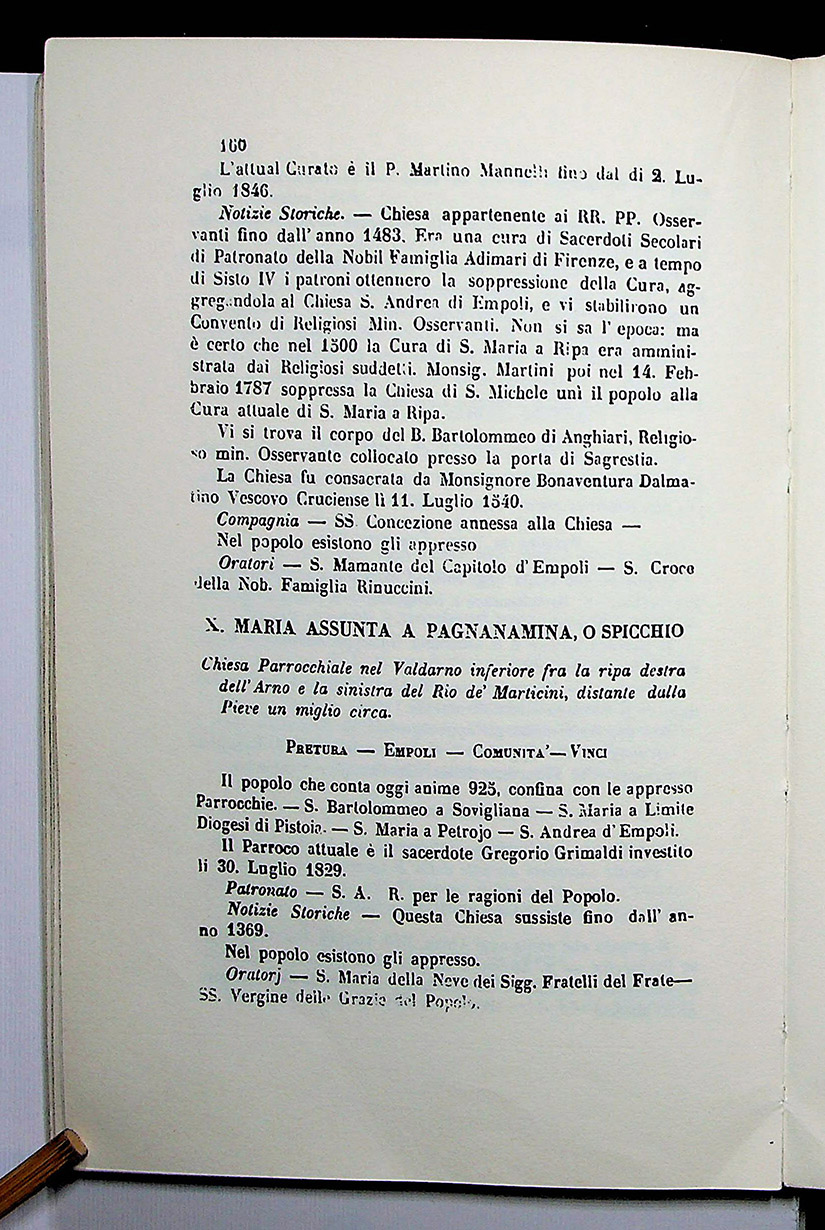 160
L'attual Curato è il P. Martino Mannelli fino dal di 2. Lu-
glio 1846.
Notizie Storiche. — Chiesa appartenente ai RR. PP. Osser-
vanti fino dall' anno 1483. Era una cura di Sacerdoti Secolari
di Patronato della Nobil Famiglia Adimari di Firenze, e a tempo
di Sisto IV i patroni ottennero la soppressione della Cura, ag-
gregandola al Chiesa S. Andrea di Empoli, e vi stabilirono un
Convento di Religiosi Min. Osservanti. Non si sa l' epoca: ma
è certo che nel 1500 la Cura di S. Maria a Ripa era ammini-
strata dai Religiosi suddetti. Monsig. Martini poi nel 14. Feb-
braio 1787 soppressa la Chiesa di S. Michele unì il popolo alla
Cura attuale di S. Maria a Ripa.
Vi si trova il corpo del B. Bartolommeo di Anghiari, Religio-
so min. Osservante collocato presso la porta di Sagrestia.
La Chiesa fu consacrata da Monsignore Bonaventura Dalma-
tino Vescovo Cruciense lì 11. Luglio 1540.
Compagnia — SS. Concezione annessa alla Chiesa —
Nel popolo esistono gli appresso
Oratori — S. Mamante del Capitolo d' Empoli — S. Croce
della Nob. Famiglia Rinuccini.
X. MARIA ASSUNTA A PAGNANAMINA, O SPICCHIO
Chiesa Parrocchiale nel Valdarno inferiore fra la ripa destra
dell' Arno e la sinistra del Rio de' Marticini, distante dalla
Pieve un miglio circa.
PRETURA — EMPOLI — COMUNITA' — VINCI
Il popolo che conta oggi anime 925, confina con le appresso
Parrocchie. — S. Bartolommeo a Sovigliana — S. Maria a Limite
Diogesi di Pistoia. — S. Maria a Petrojo — S. Andrea d' Empoli.
Il Parroco attuale è il sacerdote Gregorio Grimaldi investito
li 30. Luglio 1829.
Patronato — S. A. R. per le ragioni del Popolo.
Notizie Storiche — Questa Chiesa sussiste fino dall' an-
no 1369.
Nel popolo esistono gli appresso.
Oratorj — S. Maria della Neve dei Sigg. Fratelli del Frate—
SS. Vergine delle Grazie del Popolo.